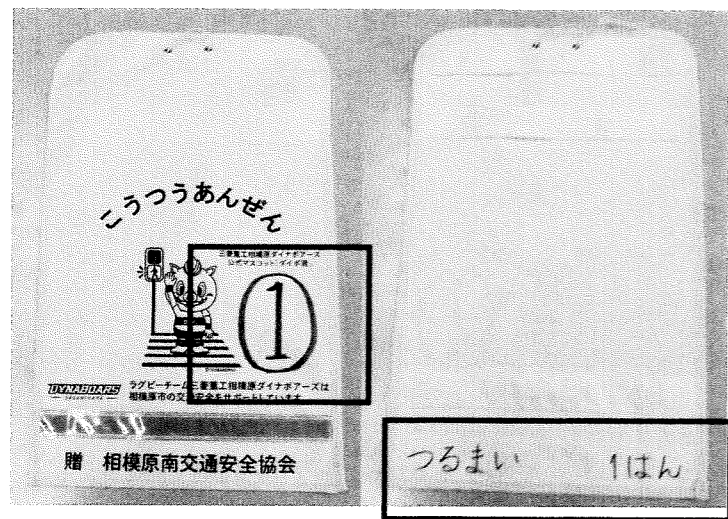 こうつうあんぜん
三菱重工相模原ダイナボアーズ
公式マスコット ダイボ君
①
DYNABOARS
SAGAMIHARA
ラグビーチーム三菱重工相模原ダイナボアーズは
相模原市の交通安全をサポートしています
贈 相模原南交通安全協会
つるまい 1はん